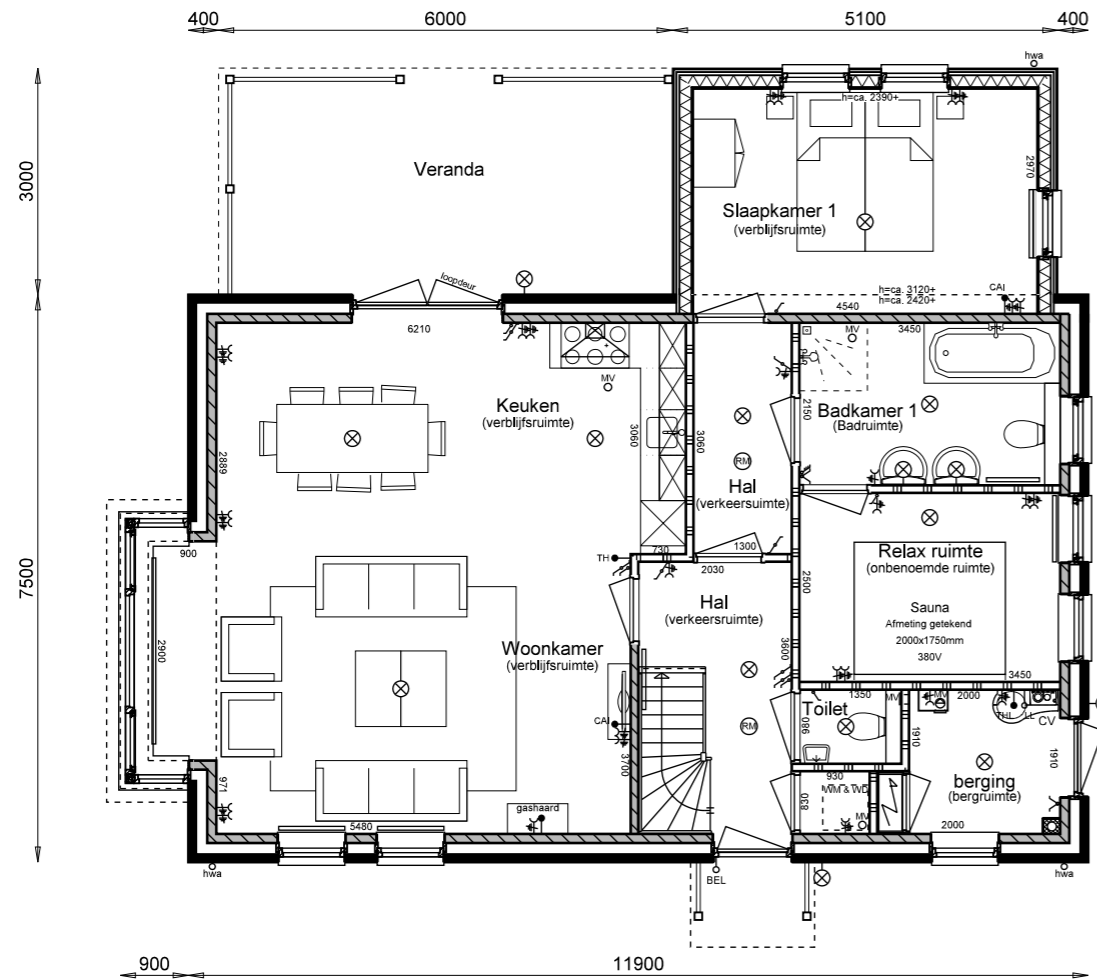 400
6000
5100
400
hwa
h=ca. 2390+
3000
Veranda
2970
Slaapkamer 1
(verblijfsruimte)
loopdeur
CAI
h=ca. 3120+
h=ca. 2420+
4540
6210
MV
3450
MV
Keuken
(verblijfsruimte)
2150
Badkamer 1
(Badruimte)
3060
3060
2889
RM
Hal
(verkeersuimte)
900
TH
730
1300
2030
Relax ruimte
(onbenoemde ruimte)
7500
2500
Hal
(verkeersruimte)
Sauna
Afmeting getekend
2000x1750mm
380V
2900
Woonkamer
(verblijfsruimte)
3600
3450
1350
MV
MV
2000
Toilet
THL
LL
CV
CAI
RM
980
1910
1910
3700
971
930
WM & WD
berging
(bergruimte)
830
gashaard
MV
5480
2000
hwa
BEL
hwa
900
11900